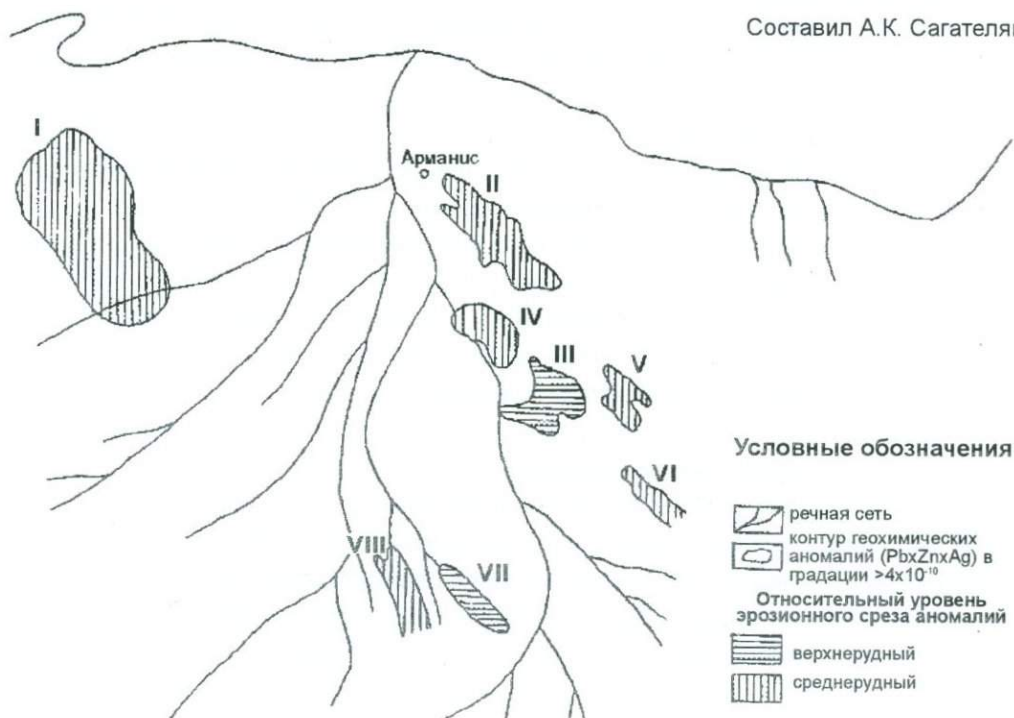 Составил А.К. Сагателя
I
Арманис
II
IV
III
V
VI
VIII
VII
Условные обозначения
речная сеть
контур геохимических
аномалий (PbxZnxAg) в
градации >4x10⁻¹⁰
Относительный уровень
эрозионного среза аномалий
верхнерудный
среднерудный